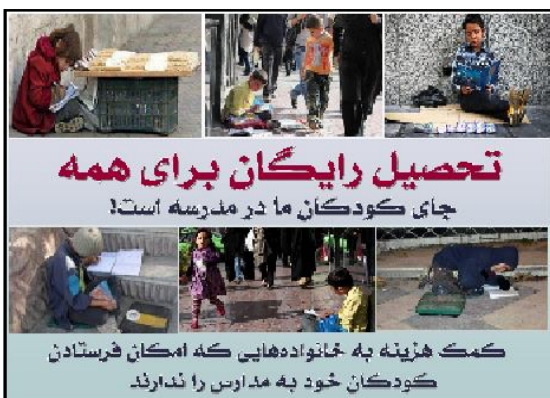 تحصیل رایگان برای همه
جای کودکان ما در مدرسه است!
کمک هزینه به خانواده‌هایی که امکان فرستادن
کودکان خود به مدارس را ندارند